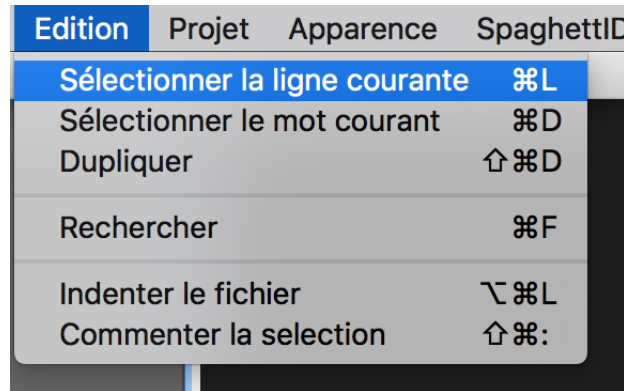 Edition Projet Apparence SpaghettID
Sélectionner la ligne courante ⌘L
Sélectionner le mot courant ⌘D
Dupliquer ⇧⌘D
Rechercher ⌘F
Indenter le fichier ⌥⌘L
Commenter la selection ⇧⌘: